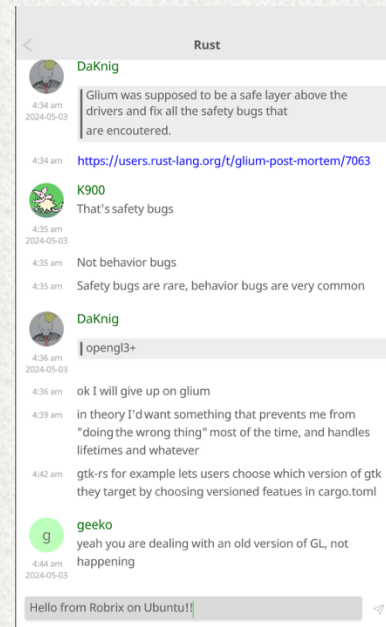 Rust
DaKnig
Glium was supposed to be a safe layer above the
drivers and fix all the safety bugs that
are encoutered.
4:34 am
2024-05-03
4:34 am
https://users.rust-lang.org/t/glium-post-mortem/7063
K900
That's safety bugs
4:35 am
2024-05-03
4:35 am
Not behavior bugs
4:35 am
Safety bugs are rare, behavior bugs are very common
DaKnig
opengl3+
4:36 am
2024-05-03
4:36 am
ok I will give up on glium
4:39 am
in theory I'd want something that prevents me from
"doing the wrong thing" most of the time, and handles
lifetimes and whatever
4:42 am
gtk-rs for example lets users choose which version of gtk
they target by choosing versioned featues in cargo.toml
g
geeko
yeah you are dealing with an old version of GL, not
happening
4:44 am
2024-05-03
Hello from Robrix on Ubuntu!!